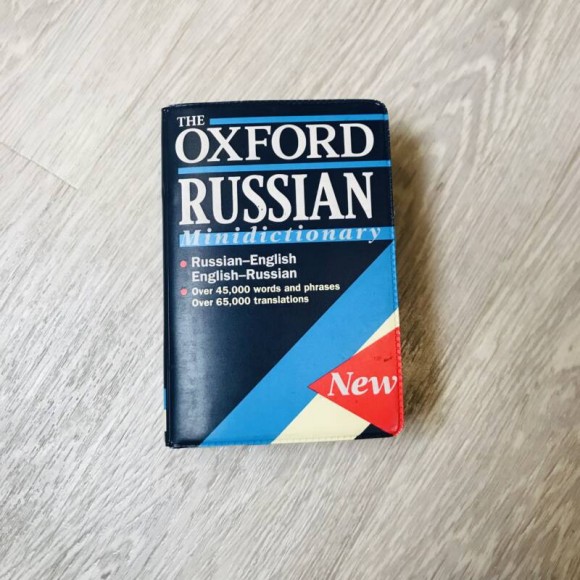 THE
OXFORD
RUSSIAN
Minidictionary
Russian–English
English–Russian
Over 45,000 words and phrases
Over 65,000 translations
New